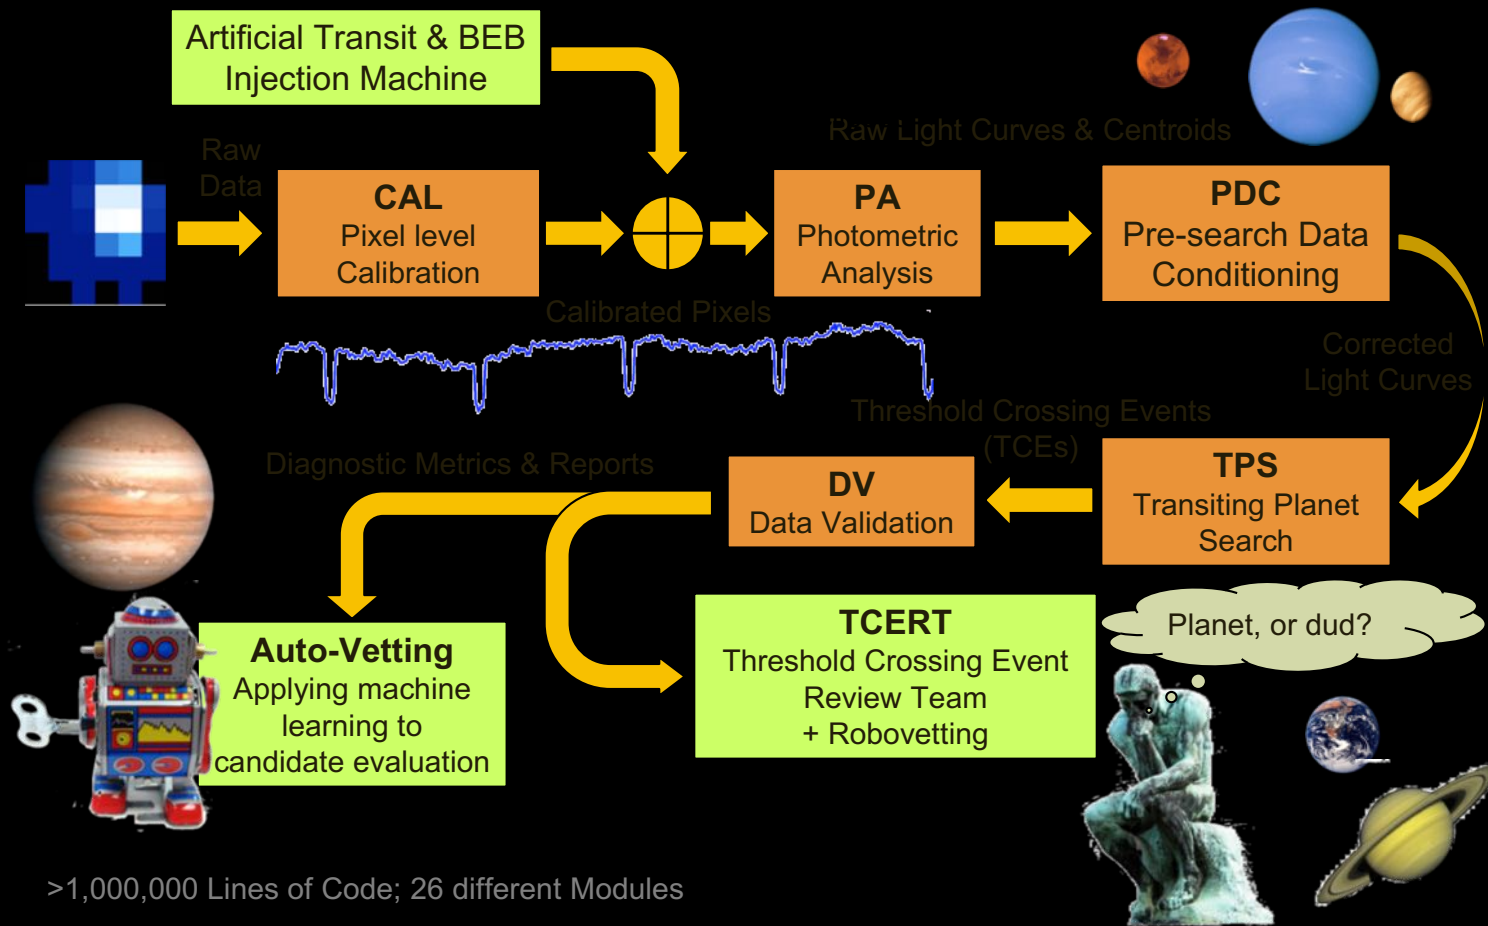 Artificial Transit & BEB
Injection Machine
Raw Light Curves & Centroids
Raw
Data
CAL
Pixel level
Calibration
PA
Photometric
Analysis
PDC
Pre-search Data
Conditioning
Calibrated Pixels
Corrected
Light Curves
Threshold Crossing Events
(TCEs)
Diagnostic Metrics & Reports
DV
Data Validation
TPS
Transiting Planet
Search
Planet, or dud?
Auto-Vetting
Applying machine
learning to
candidate evaluation
TCERT
Threshold Crossing Event
Review Team
+ Robovetting
>1,000,000 Lines of Code; 26 different Modules